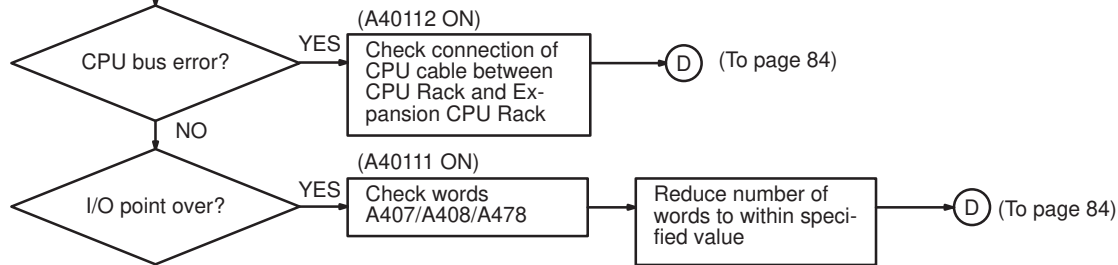 (A40112 ON)
CPU bus error?
YES
Check connection of
CPU cable between
CPU Rack and Ex-
pansion CPU Rack
D
(To page 84)
NO
(A40111 ON)
I/O point over?
YES
Check words
A407/A408/A478
Reduce number of
words to within speci-
fied value
D
(To page 84)